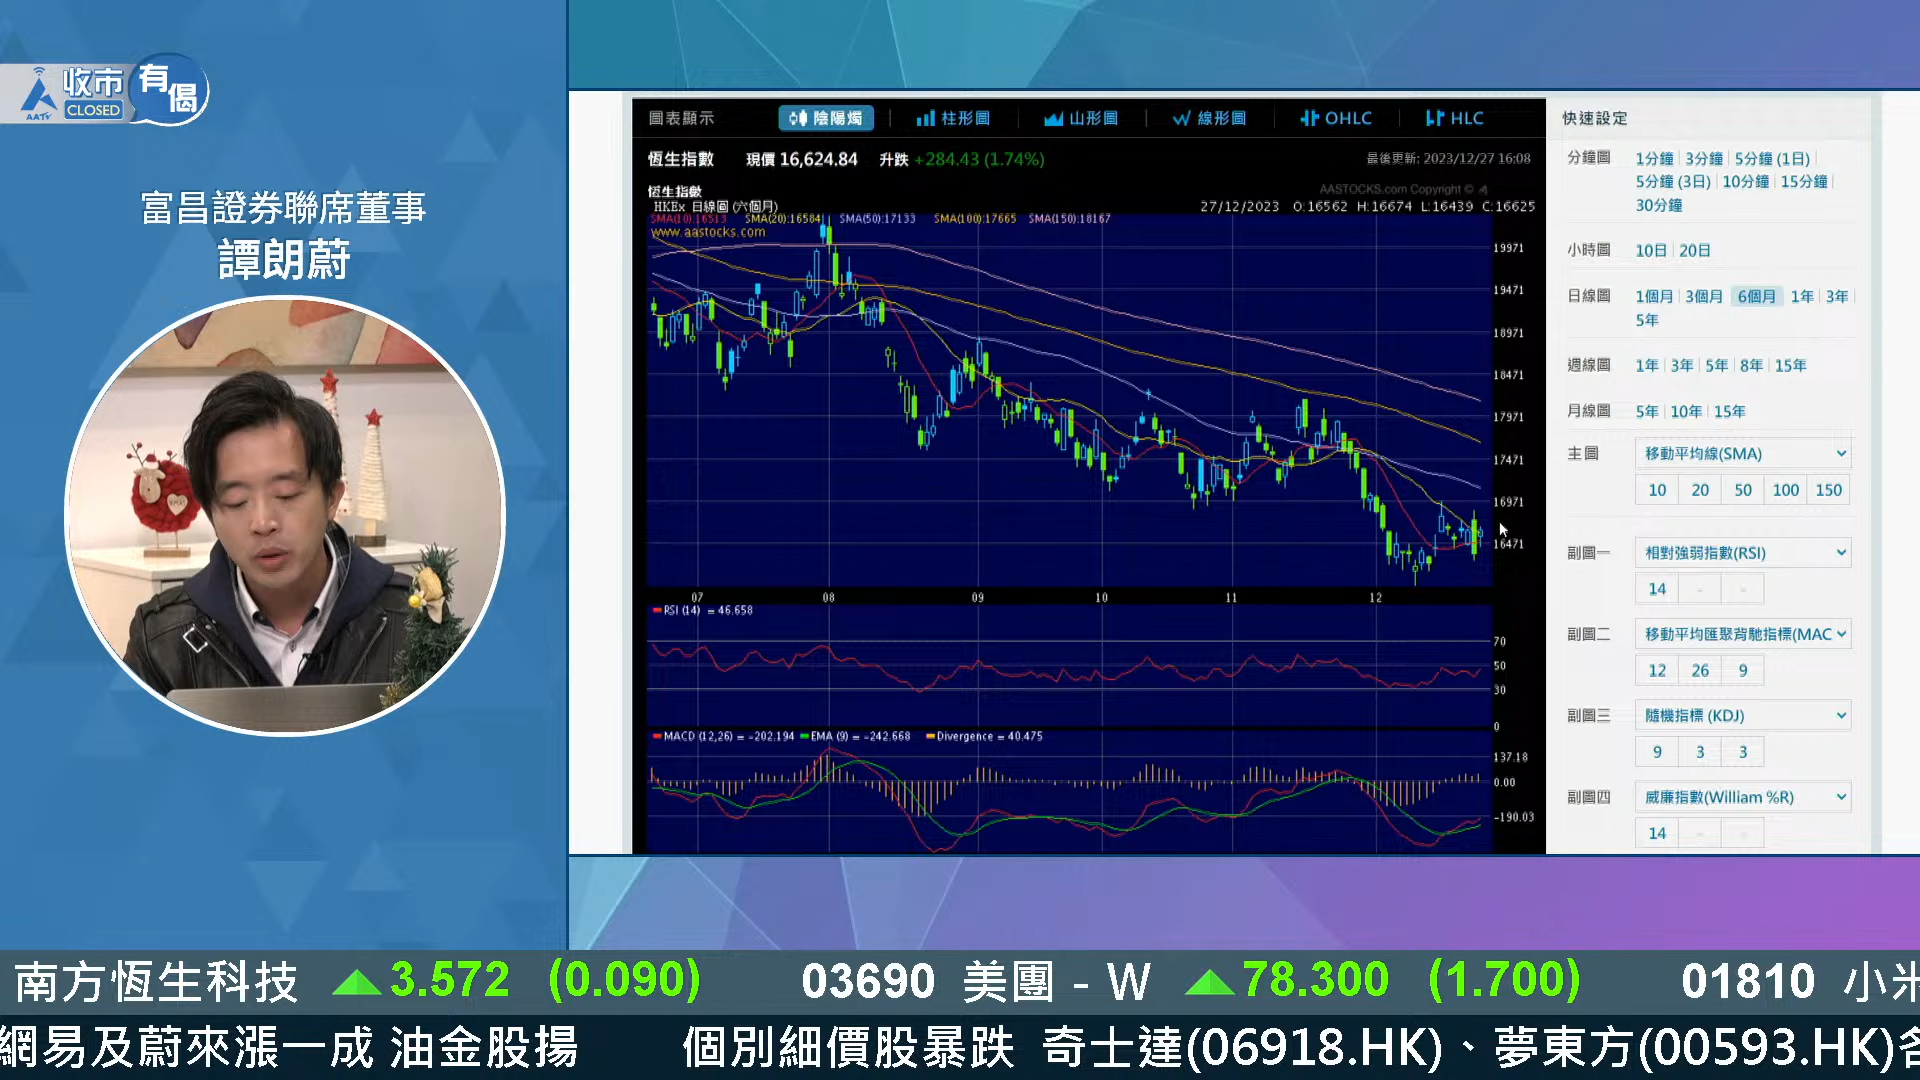 收市
CLOSED
有偈
AATV
富昌證券聯席董事
譚朗蔚
圖表顯示
陰陽燭
柱形圖
山形圖
線形圖
OHLC
HLC
恆生指數 現價 16,624.84 升跌 +284.43 (1.74%)
最後更新: 2023/12/27 16:08
恆生指數
AASTOCKS.com Copyright ©
HKEx 日線圖 (六個月)
27/12/2023 O:16562 H:16674 L:16439 C:16625
SMA(10):16513 SMA(20):16584 SMA(50):17133 SMA(100):17665 SMA(150):18167
www.aastocks.com
19971
19471
18971
18471
17971
17471
16971
16471
07 08 09 10 11 12
RSI (14) = 46.658
70
50
30
0
MACD (12,26) = -202.194 EMA (9) = -242.668 Divergence = 40.475
137.18
0.00
-190.03
快速設定
分鐘圖 1分鐘 3分鐘 5分鐘 (1日)
5分鐘 (3日) 10分鐘 15分鐘
30分鐘
小時圖 10日 20日
日線圖 1個月 3個月 6個月 1年 3年
5年
週線圖 1年 3年 5年 8年 15年
月線圖 5年 10年 15年
主圖 移動平均線(SMA)
10 20 50 100 150
副圖一 相對強弱指數(RSI)
14 - -
副圖二 移動平均匯聚背馳指標(MAC
12 26 9
副圖三 隨機指標 (KDJ)
9 3 3
副圖四 威廉指數(William %R)
14 - -
南方恆生科技 ▲3.572 (0.090) 03690 美團 - W ▲78.300 (1.700) 01810 小米
網易及蔚來漲一成 油金股揚 個別細價股暴跌 奇士達(06918.HK)、夢東方(00593.HK)各